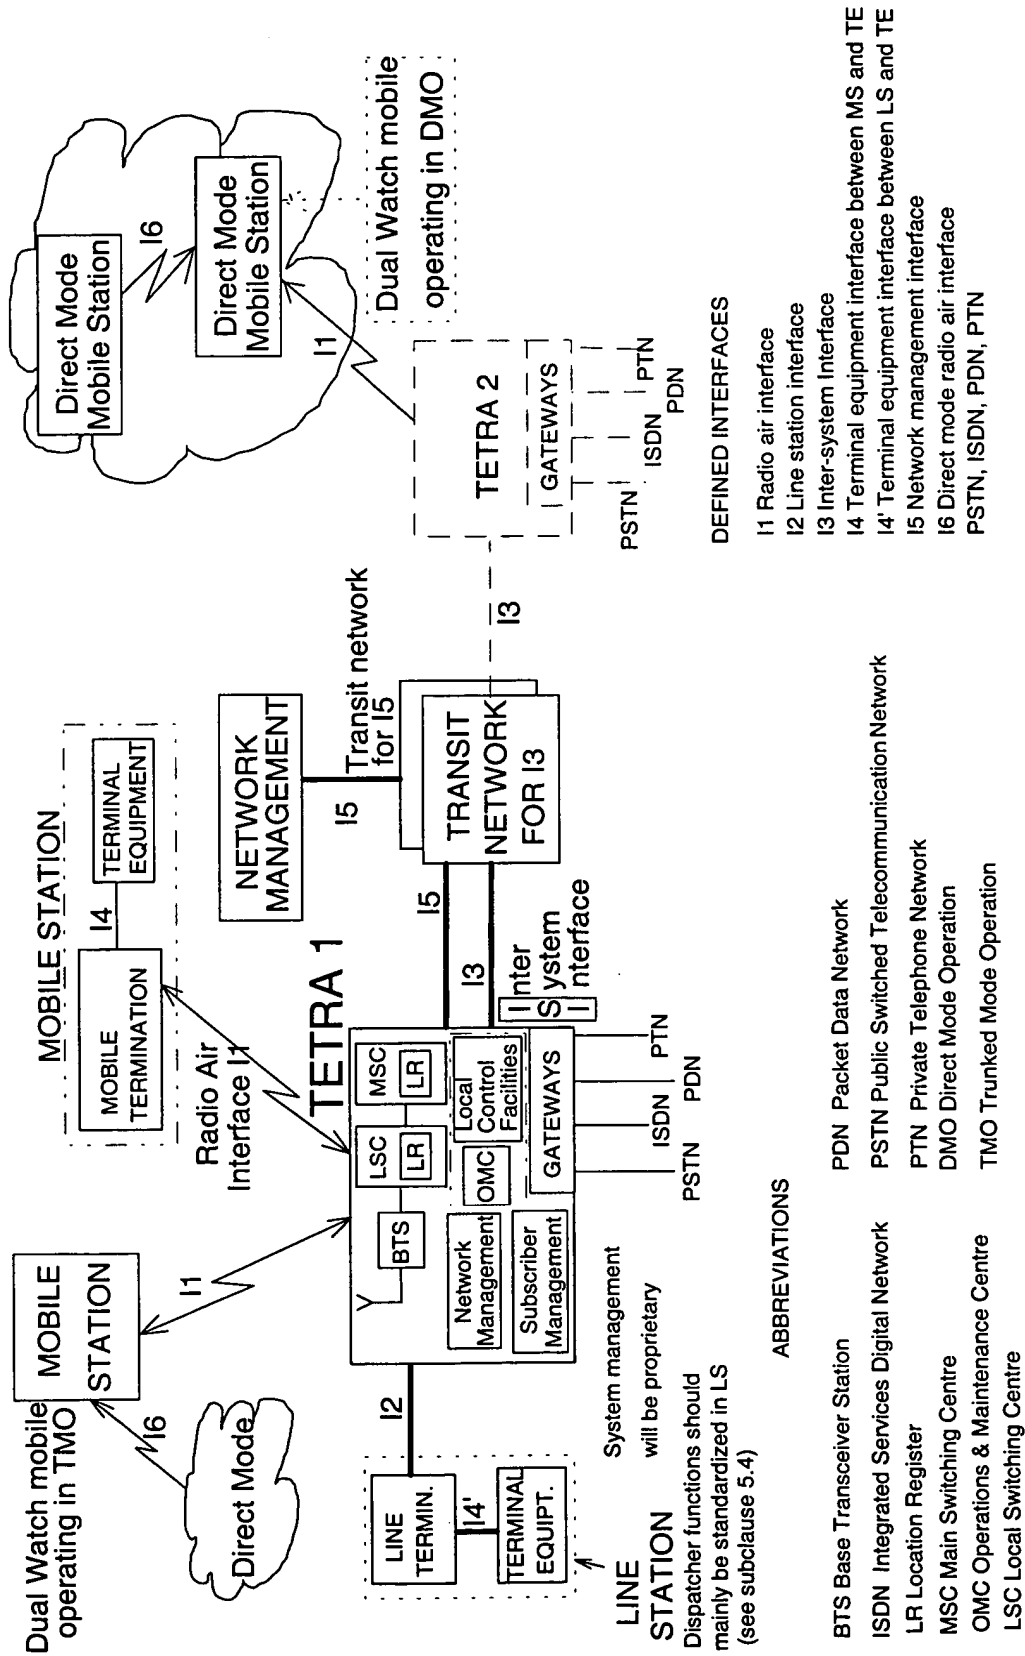 Dual Watch mobile
operating in TMO
MOBILE
STATION
I6
Direct Mode
I1
MOBILE STATION
MOBILE
TERMINATION
I4
TERMINAL
EQUIPMENT
Radio Air
Interface I1
TETRA 1
NETWORK
MANAGEMENT
I5
Transit network
for I5
Direct Mode
Mobile Station
I6
Direct Mode
Mobile Station
I1
Dual Watch mobile
operating in DMO
LINE
TERMIN.
I4'
TERMINAL
EQUIPT.
I2
LINE
STATION
BTS
LSC
LR
MSC
LR
Network
Management
Subscriber
Management
OMC
Local
Control
Facilities
GATEWAYS
PSTN
ISDN
PDN
PTN
I5
I3
Inter
System
Interface
TRANSIT
NETWORK
FOR I3
I3
TETRA 2
GATEWAYS
PSTN
ISDN
PDN
PTN
System management
will be proprietary
Dispatcher functions should
mainly be standardized in LS
(see subclause 5.4)
DEFINED INTERFACES
I1 Radio air interface
I2 Line station interface
I3 Inter-system Interface
I4 Terminal equipment interface between MS and TE
I4' Terminal equipment interface between LS and TE
I5 Network management interface
I6 Direct mode radio air interface
PSTN, ISDN, PDN, PTN
ABBREVIATIONS
BTS Base Transceiver Station
ISDN Integrated Services Digital Network
LR Location Register
MSC Main Switching Centre
OMC Operations & Maintenance Centre
LSC Local Switching Centre
PDN Packet Data Network
PSTN Public Switched Telecommunication Network
PTN Private Telephone Network
DMO Direct Mode Operation
TMO Trunked Mode Operation